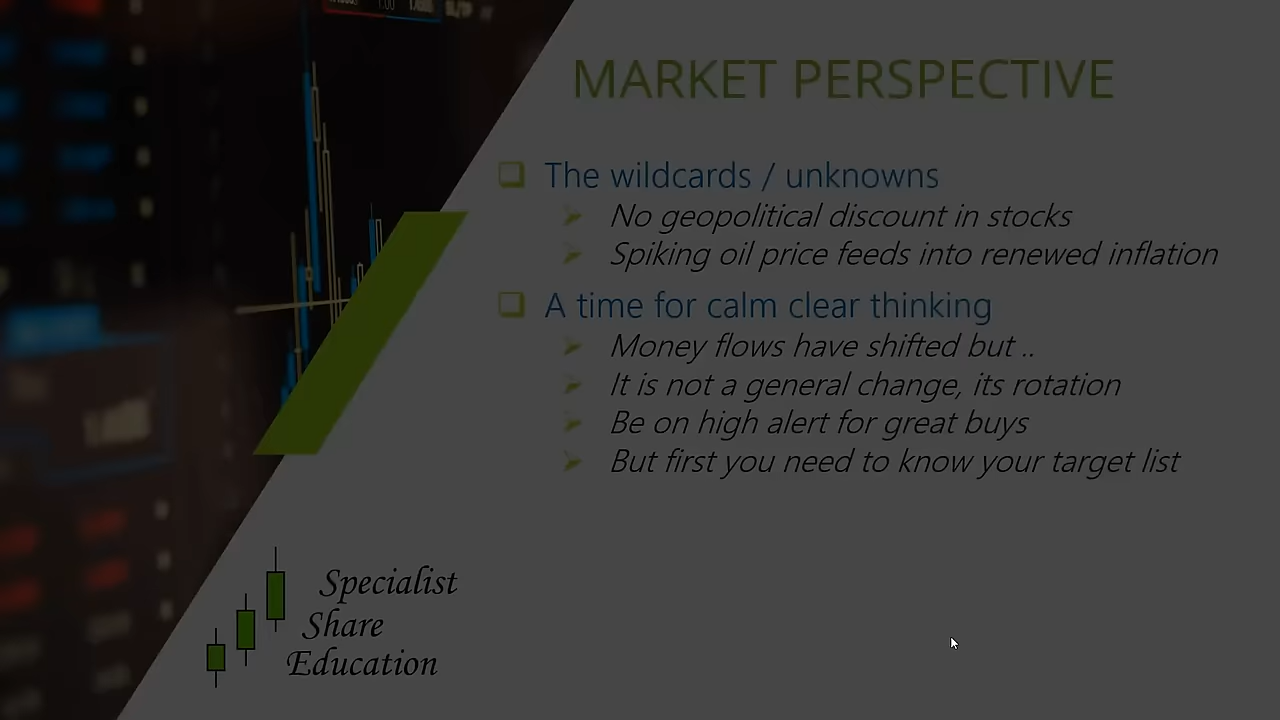 MARKET PERSPECTIVE
The wildcards / unknowns
No geopolitical discount in stocks
Spiking oil price feeds into renewed inflation
A time for calm clear thinking
Money flows have shifted but ..
It is not a general change, its rotation
Be on high alert for great buys
But first you need to know your target list
Specialist
Share
Education